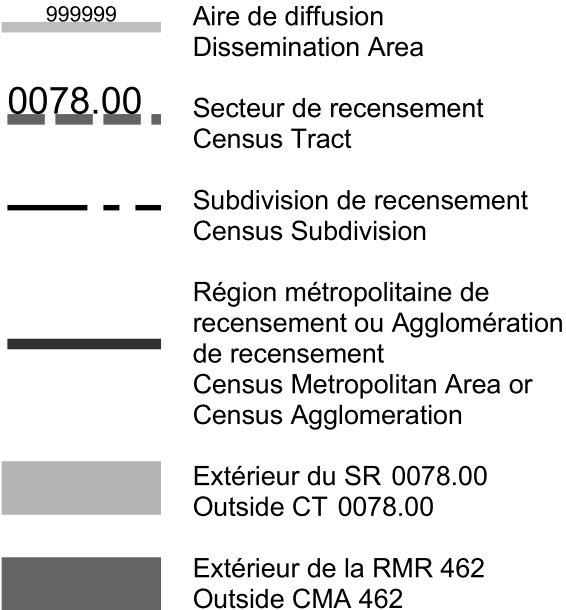 999999
Aire de diffusion
Dissemination Area
0078.00
Secteur de recensement
Census Tract
Subdivision de recensement
Census Subdivision
Région métropolitaine de
recensement ou Agglomération
de recensement
Census Metropolitan Area or
Census Agglomeration
Extérieur du SR 0078.00
Outside CT 0078.00
Extérieur de la RMR 462
Outside CMA 462